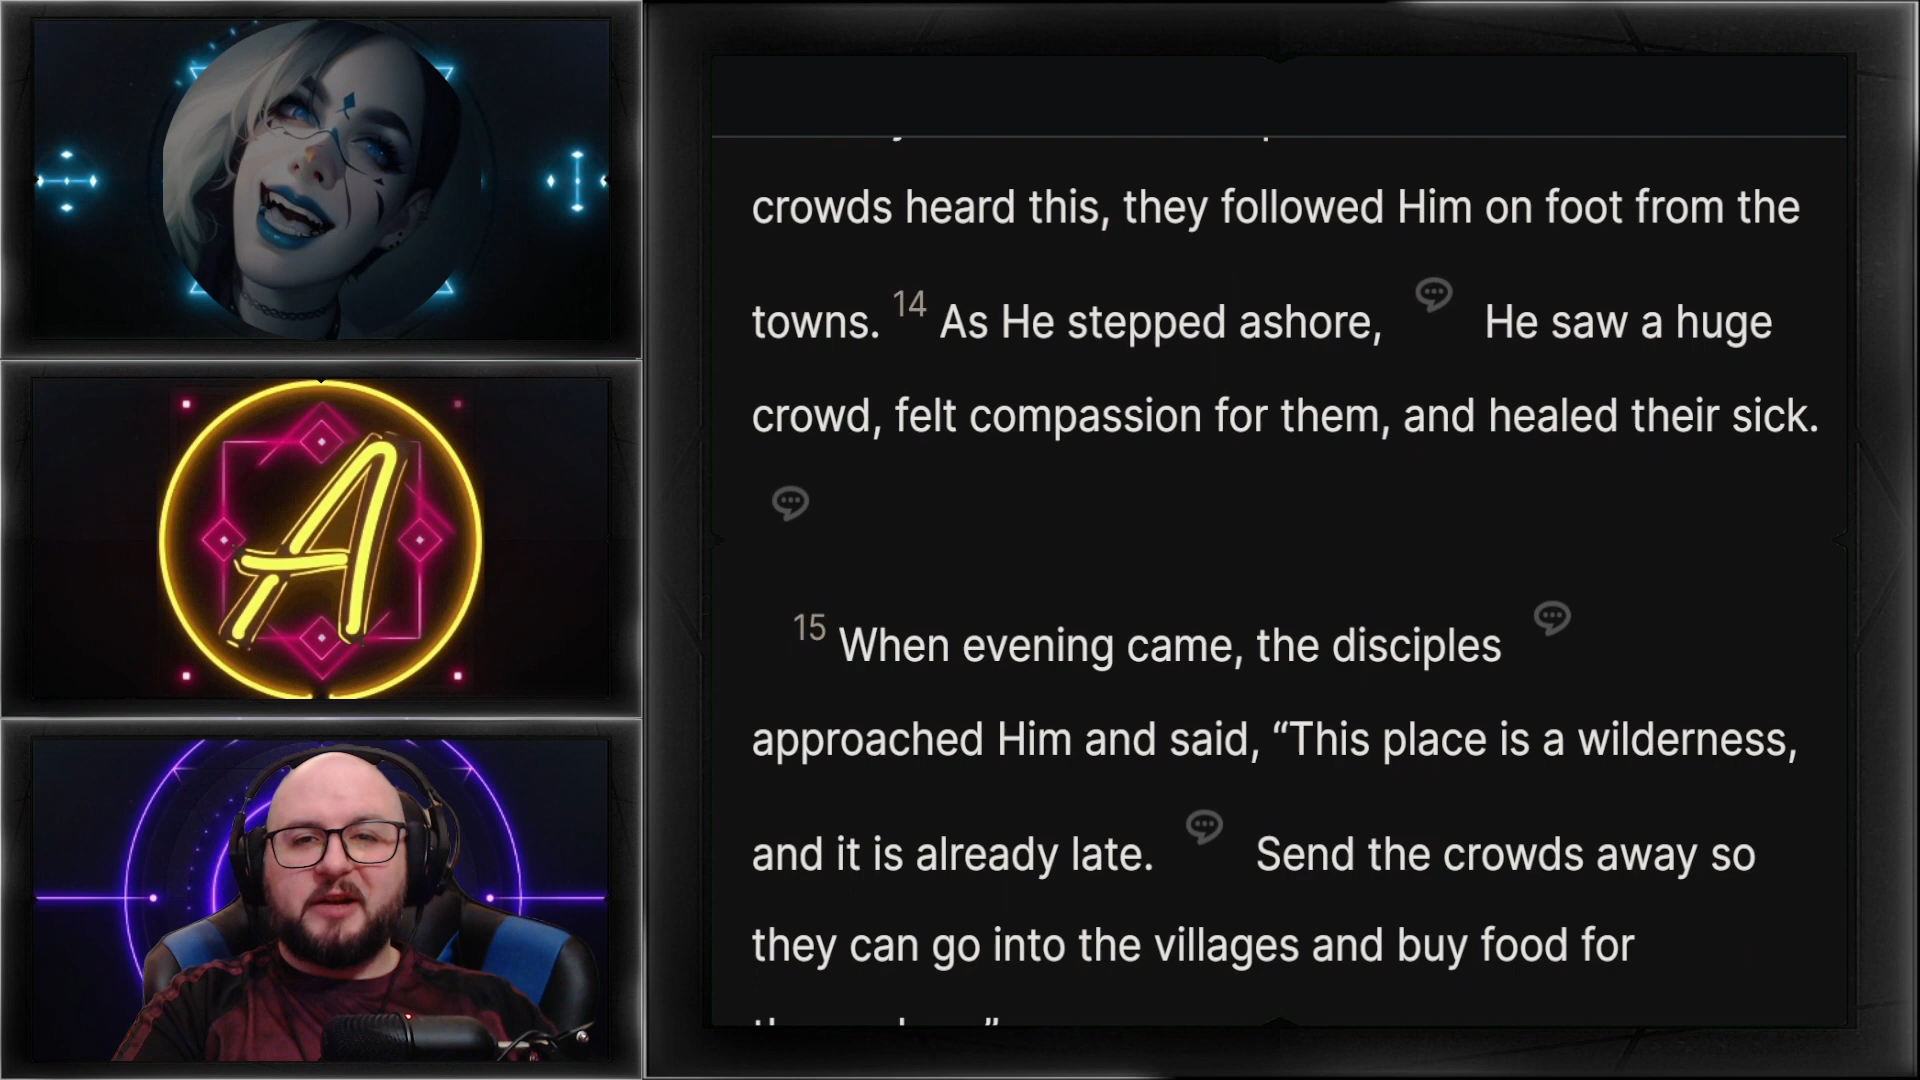 A
crowds heard this, they followed Him on foot from the
towns. 14 As He stepped ashore, He saw a huge
crowd, felt compassion for them, and healed their sick.
15 When evening came, the disciples
approached Him and said, “This place is a wilderness,
and it is already late. Send the crowds away so
they can go into the villages and buy food for